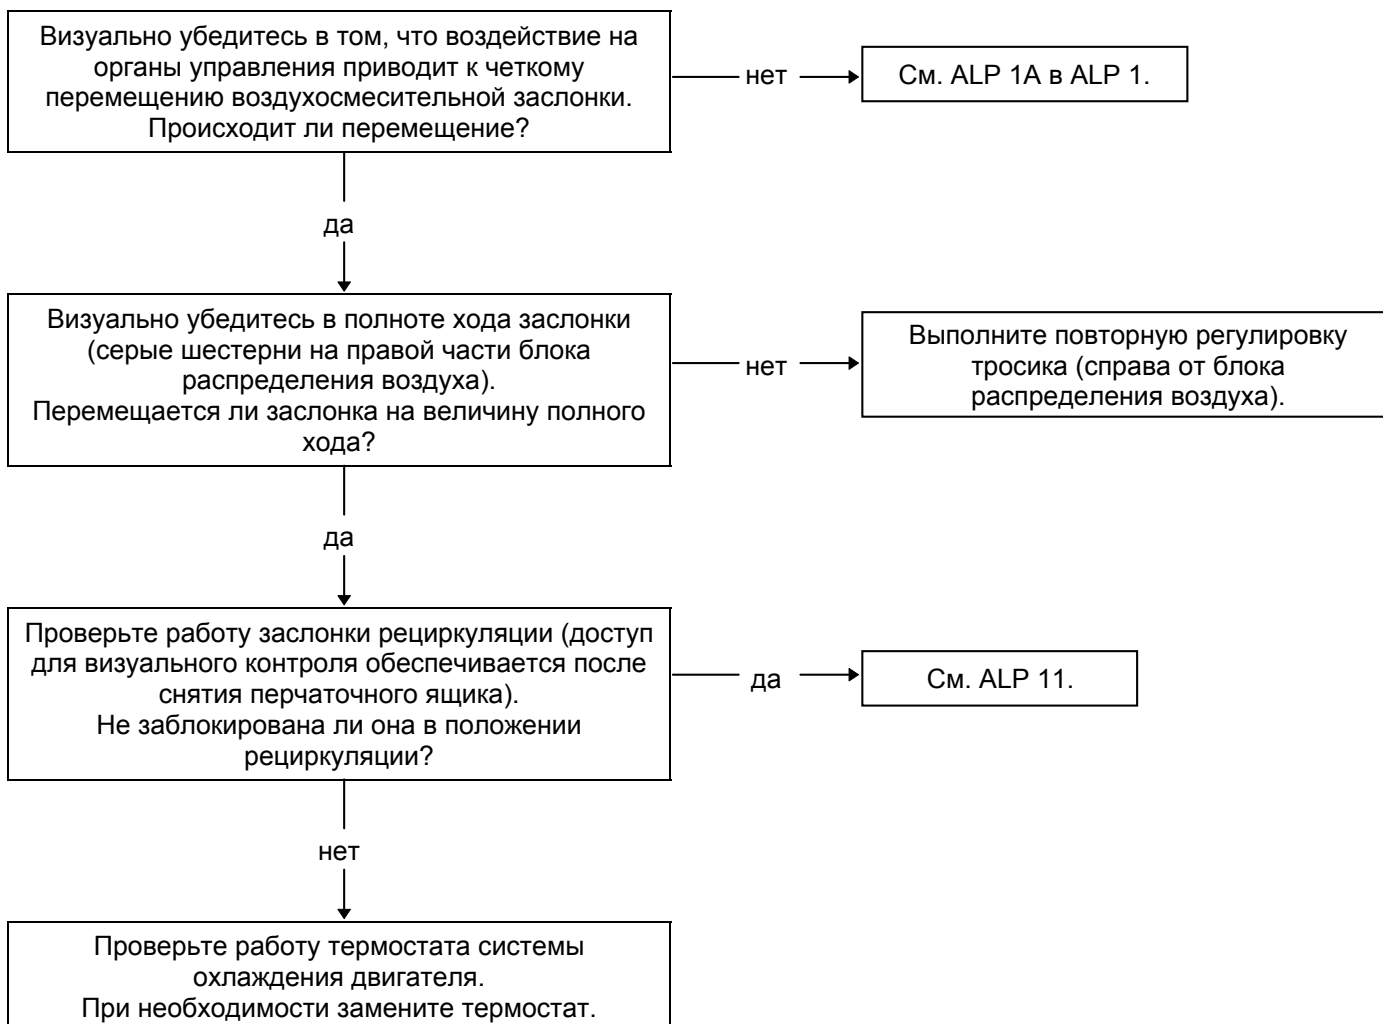 Визуально убедитесь в том, что воздействие на
органы управления приводит к четкому
перемещению воздухосмесительной заслонки.
Происходит ли перемещение?
нет
См. ALP 1A в ALP 1.
да
Визуально убедитесь в полноте хода заслонки
(серые шестерни на правой части блока
распределения воздуха).
Перемещается ли заслонка на величину полного
хода?
нет
Выполните повторную регулировку
тросика (справа от блока
распределения воздуха).
да
Проверьте работу заслонки рециркуляции (доступ
для визуального контроля обеспечивается после
снятия перчаточного ящика).
Не заблокирована ли она в положении
рециркуляции?
да
См. ALP 11.
нет
Проверьте работу термостата системы
охлаждения двигателя.
При необходимости замените термостат.